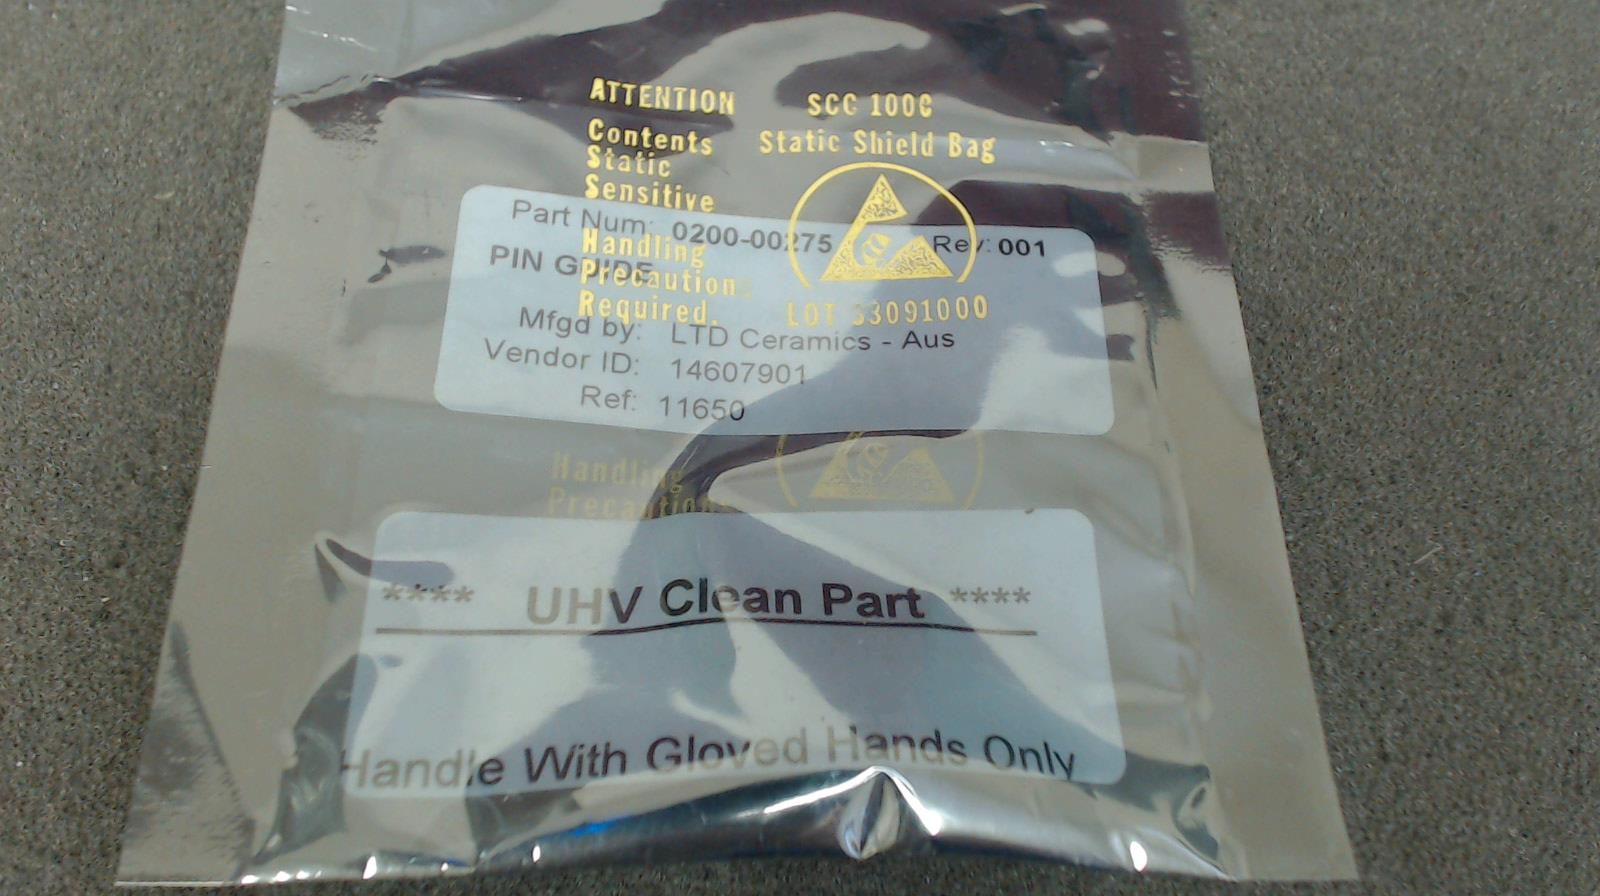 ATTENTION
Contents
Static
Sensitive
Handling
Precaution
Required.
SCC 100C
Static Shield Bag
LOT 33091000
Part Num: 0200-00275 Rev: 001
PIN GUIDE
Mfgd by: LTD Ceramics - Aus
Vendor ID: 14607901
Ref: 11650
Handling
Precautions
**** UHV Clean Part ****
Handle With Gloved Hands Only